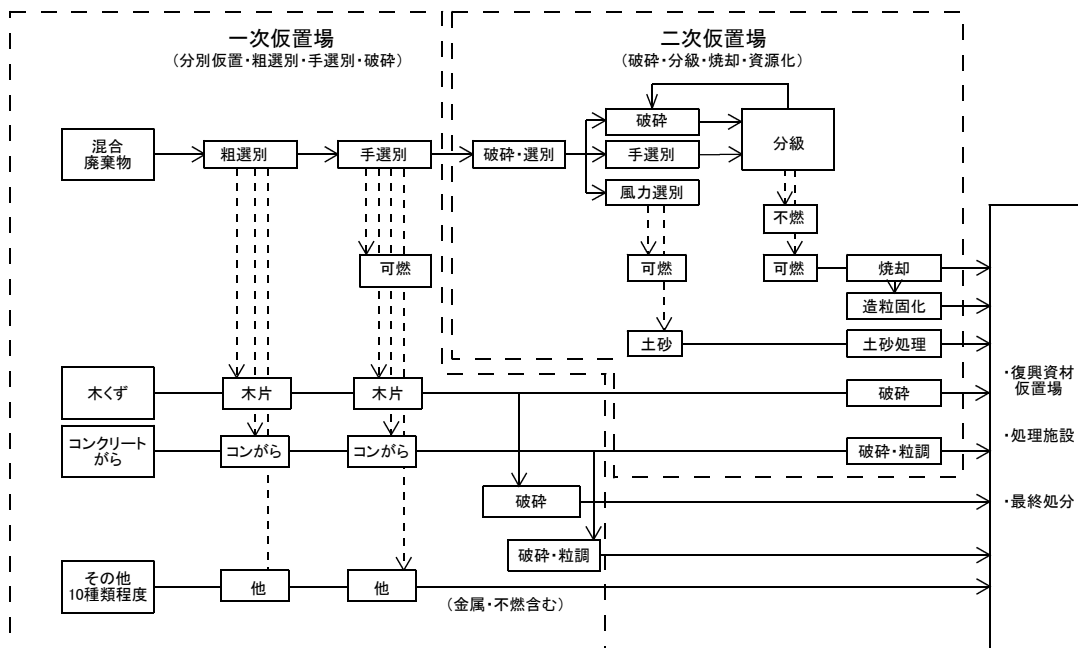 一次仮置場
(分別仮置・粗選別・手選別・破砕)
二次仮置場
(破砕・分級・焼却・資源化)
混合
廃棄物
粗選別
手選別
破砕・選別
破砕
手選別
風力選別
分級
不燃
可燃
可燃
可燃
焼却
造粒固化
土砂
土砂処理
木くず
木片
木片
破砕
コンクリート
がら
コンがら
コンがら
破砕・粒調
破砕
破砕・粒調
その他
10種類程度
他
他
(金属・不燃含む)
・復興資材
仮置場
・処理施設
・最終処分